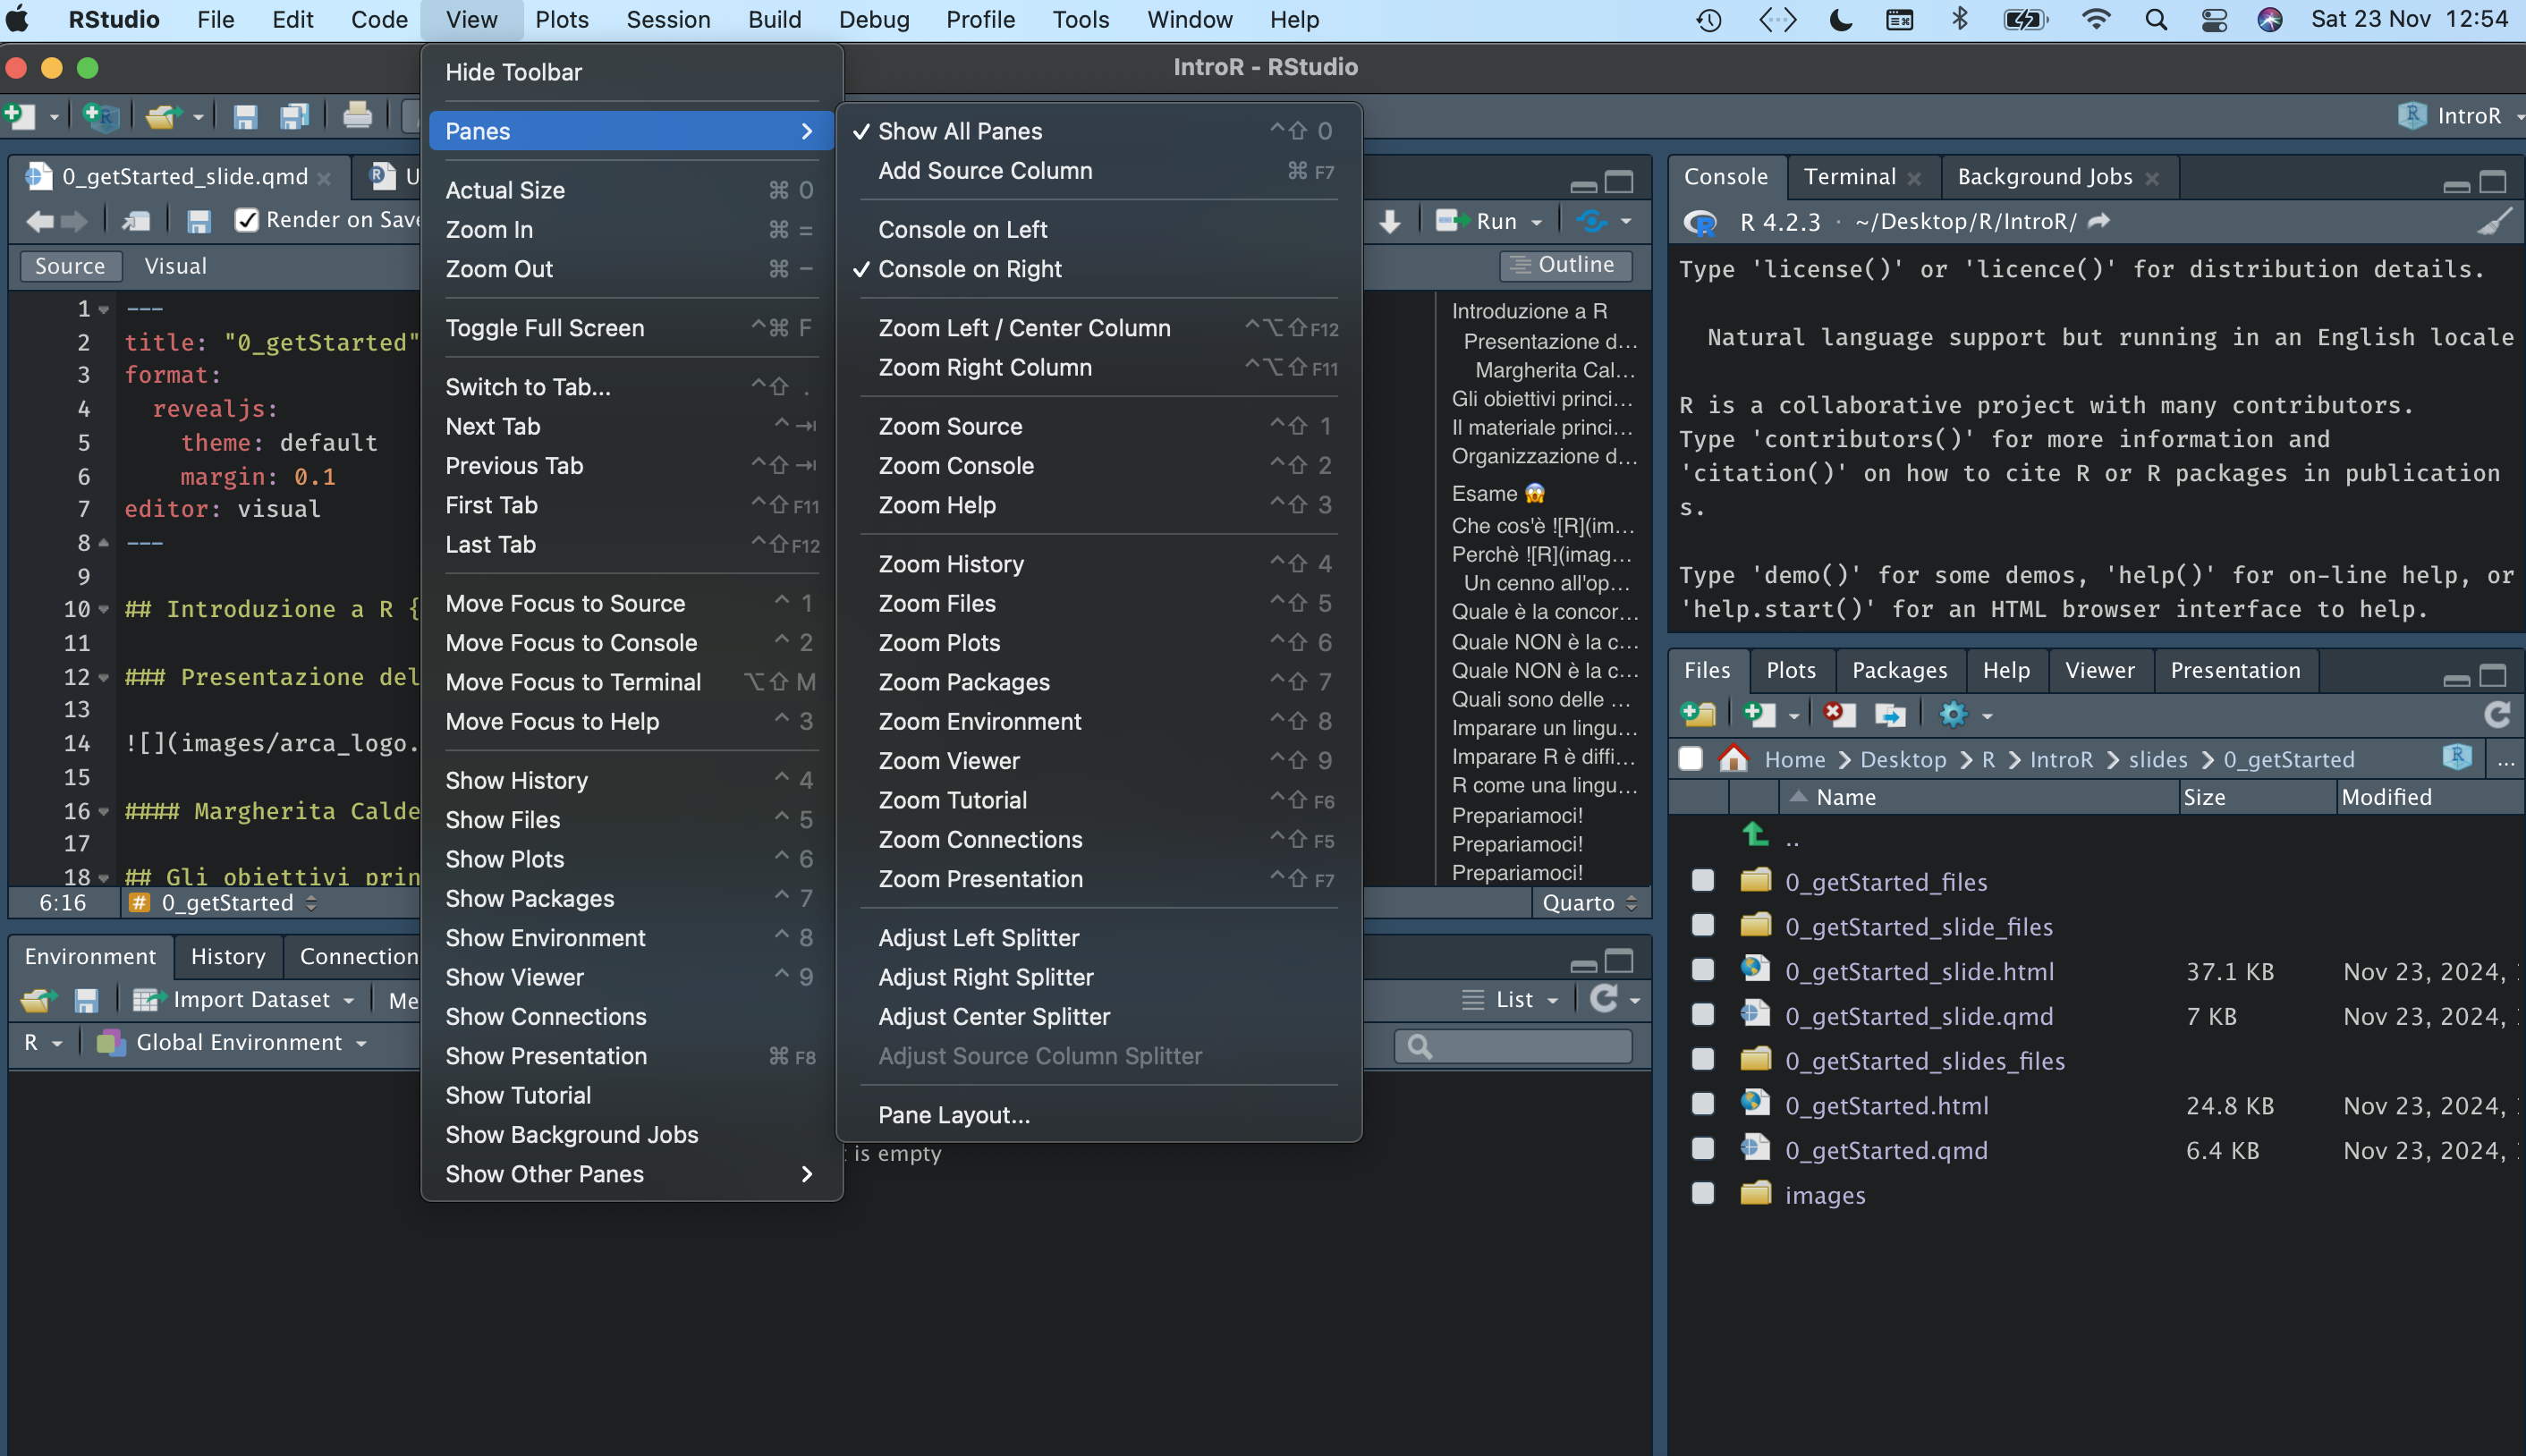 RStudio File Edit Code View Plots Session Build Debug Profile Tools Window Help Sat 23 Nov 12:54
IntroR - RStudio
IntroR
Hide Toolbar
Panes
Actual Size ⌘ 0
Zoom In ⌘ =
Zoom Out ⌘ −
Toggle Full Screen ^⌘ F
Switch to Tab... ^⇧ .
Next Tab ^ ⇥
Previous Tab ^⇧ ⇥
First Tab ^⇧ F11
Last Tab ^⇧ F12
Move Focus to Source ^ 1
Move Focus to Console ^ 2
Move Focus to Terminal ⌥⇧ M
Move Focus to Help ^ 3
Show History ^ 4
Show Files ^ 5
Show Plots ^ 6
Show Packages ^ 7
Show Environment ^ 8
Show Viewer ^ 9
Show Connections
Show Presentation ⌘ F8
Show Tutorial
Show Background Jobs
Show Other Panes
✓ Show All Panes ^⇧ 0
Add Source Column ⌘ F7
Console on Left
✓ Console on Right
Zoom Left / Center Column ^⌥⇧ F12
Zoom Right Column ^⌥⇧ F11
Zoom Source ^⇧ 1
Zoom Console ^⇧ 2
Zoom Help ^⇧ 3
Zoom History ^⇧ 4
Zoom Files ^⇧ 5
Zoom Plots ^⇧ 6
Zoom Packages ^⇧ 7
Zoom Environment ^⇧ 8
Zoom Viewer ^⇧ 9
Zoom Tutorial ^⇧ F6
Zoom Connections ^⇧ F5
Zoom Presentation ^⇧ F7
Adjust Left Splitter
Adjust Right Splitter
Adjust Center Splitter
Adjust Source Column Splitter
Pane Layout...
0_getStarted_slide.qmd U
Render on Save
Run
Source Visual
Outline
1 ---
2 title: "0_getStarted"
3 format:
4 revealjs:
5 theme: default
6 margin: 0.1
7 editor: visual
8 ---
9
10 ## Introduzione a R {
11
12 ### Presentazione del
13
14 ![](images/arca_logo.
15
16 #### Margherita Calde
17
18 ## Gli obiettivi prin
6:16 # 0_getStarted
Quarto
Introduzione a R
Presentazione d...
Margherita Cal...
Gli obiettivi princi...
Il materiale princi...
Organizzazione d...
Esame 😱
Che cos'è ![R](im...
Perchè ![R](imag...
Un cenno all'op...
Quale è la concor...
Quale NON è la c...
Quale NON è la c...
Quali sono delle ...
Imparare un lingu...
Imparare R è diffi...
R come una lingu...
Prepariamoci!
Prepariamoci!
Prepariamoci!
Environment History Connection
Import Dataset Me
List
R Global Environment
is empty
Console Terminal Background Jobs
R 4.2.3 · ~/Desktop/R/IntroR/
Type 'license()' or 'licence()' for distribution details.
Natural language support but running in an English locale
R is a collaborative project with many contributors.
Type 'contributors()' for more information and
'citation()' on how to cite R or R packages in publication
s.
Type 'demo()' for some demos, 'help()' for on-line help, or
'help.start()' for an HTML browser interface to help.
Files Plots Packages Help Viewer Presentation
Home Desktop R IntroR slides 0_getStarted ...
Name Size Modified
..
0_getStarted_files
0_getStarted_slide_files
0_getStarted_slide.html 37.1 KB Nov 23, 2024,
0_getStarted_slide.qmd 7 KB Nov 23, 2024,
0_getStarted_slides_files
0_getStarted.html 24.8 KB Nov 23, 2024,
0_getStarted.qmd 6.4 KB Nov 23, 2024,
images